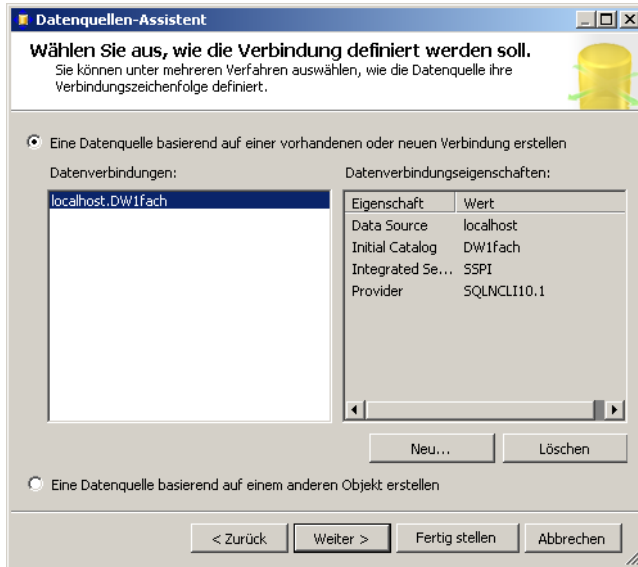 Datenquellen-Assistent
Wählen Sie aus, wie die Verbindung definiert werden soll.
Sie können unter mehreren Verfahren auswählen, wie die Datenquelle ihre
Verbindungszeichenfolge definiert.
Eine Datenquelle basierend auf einer vorhandenen oder neuen Verbindung erstellen
Datenverbindungen:
Datenverbindungseigenschaften:
localhost.DW1fach
Eigenschaft Wert
Data Source localhost
Initial Catalog DW1fach
Integrated Se... SSPI
Provider SQLNCLI10.1
Neu... Löschen
Eine Datenquelle basierend auf einem anderen Objekt erstellen
< Zurück Weiter > Fertig stellen Abbrechen